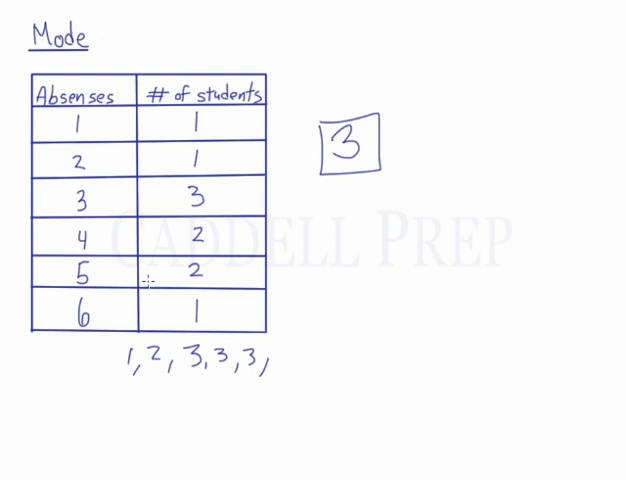 Mode
Absenses # of students
1 1
2 1
3 3
4 2
5 2
6 1
3
1, 2, 3, 3, 3,
CADDELL PREP